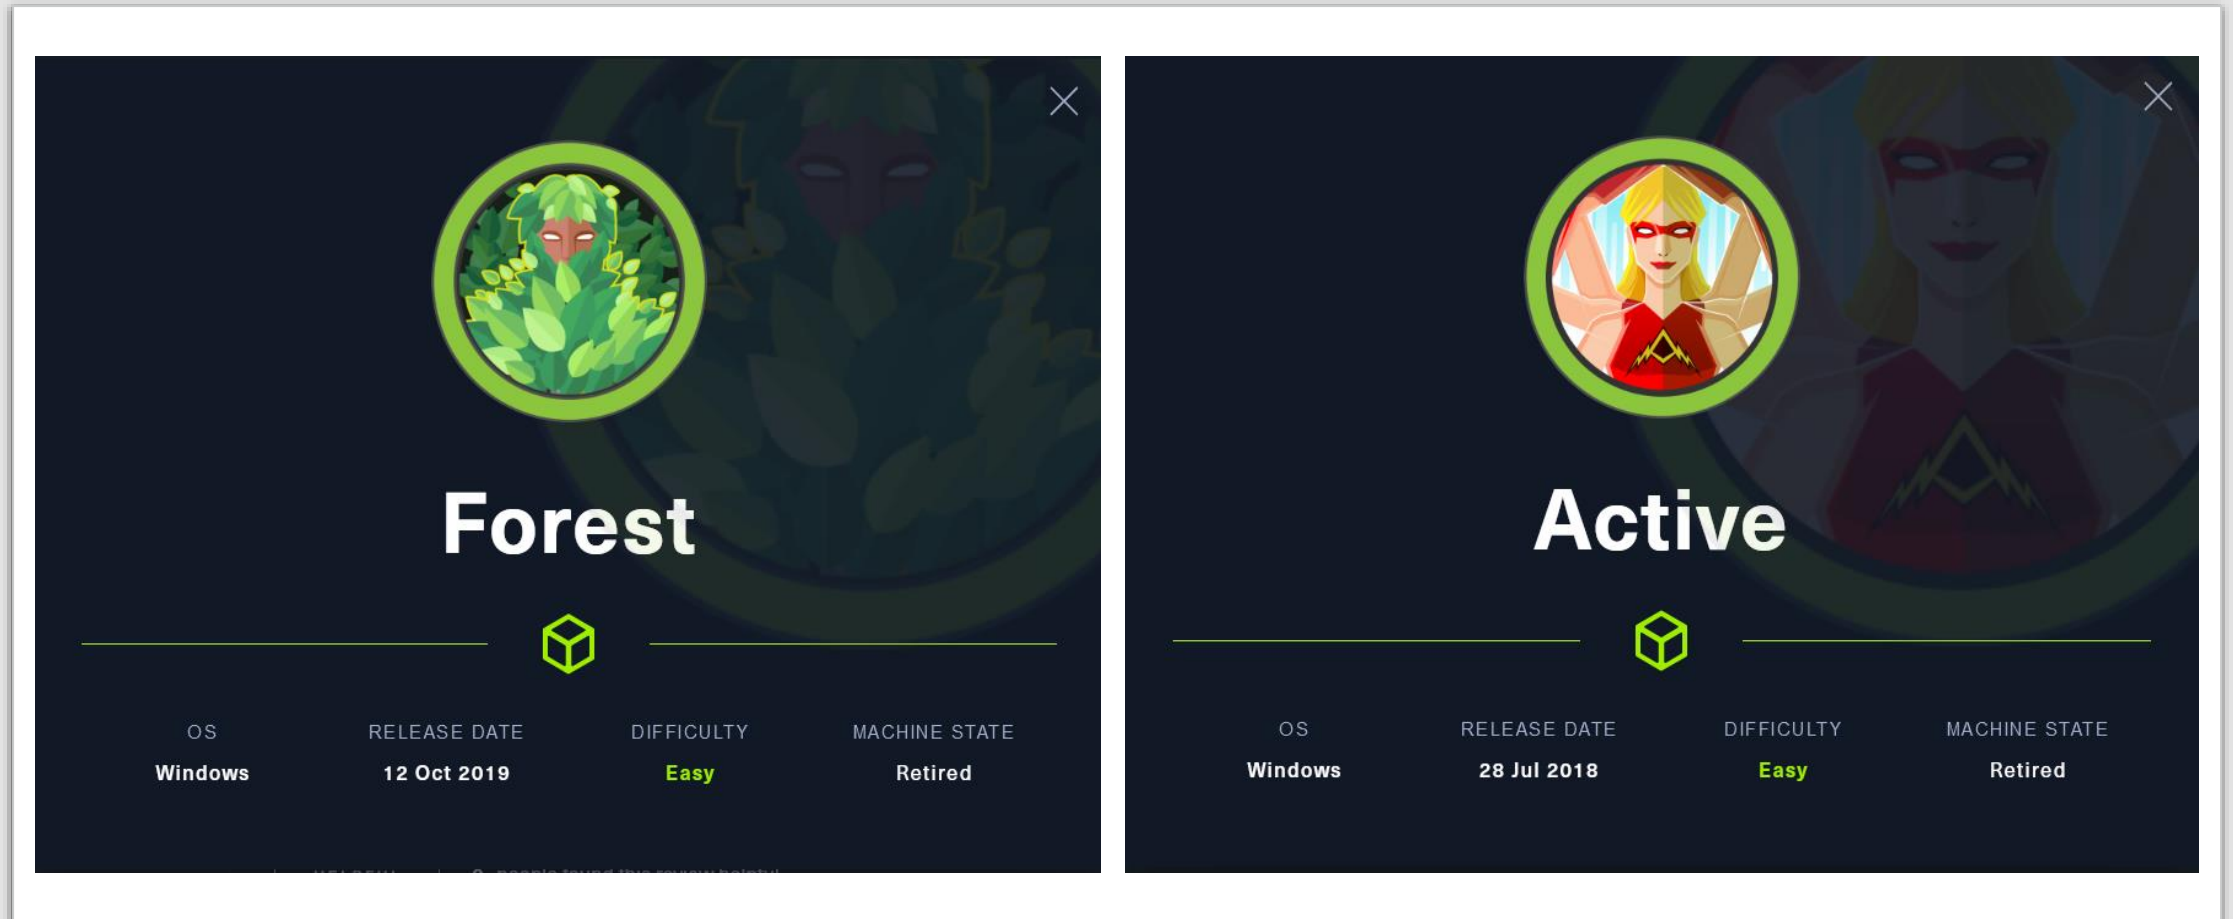 Forest
OS
RELEASE DATE
DIFFICULTY
MACHINE STATE
Windows
12 Oct 2019
Easy
Retired
Active
OS
RELEASE DATE
DIFFICULTY
MACHINE STATE
Windows
28 Jul 2018
Easy
Retired